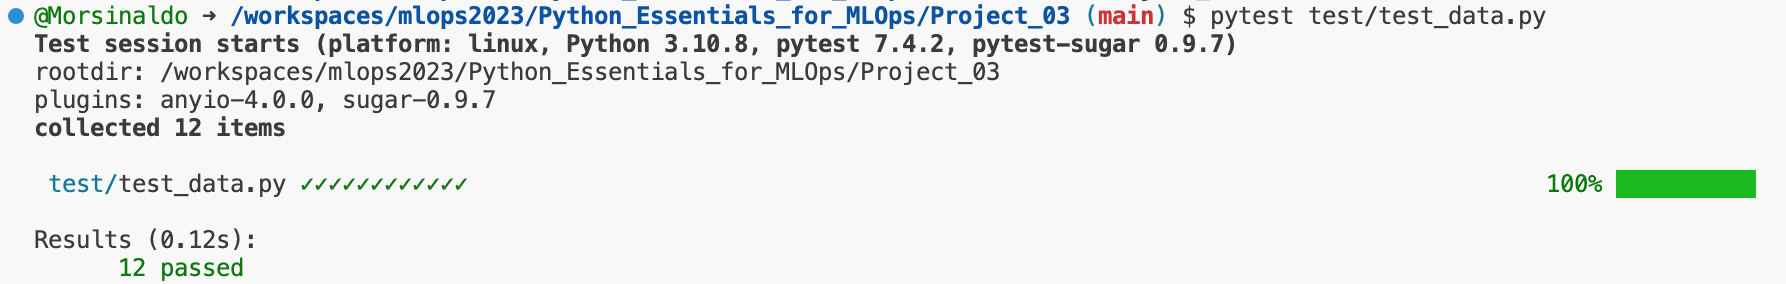 @Morsinaldo ➜ /workspaces/mlops2023/Python_Essentials_for_MLOps/Project_03 (main) $ pytest test/test_data.py
Test session starts (platform: linux, Python 3.10.8, pytest 7.4.2, pytest-sugar 0.9.7)
rootdir: /workspaces/mlops2023/Python_Essentials_for_MLOps/Project_03
plugins: anyio-4.0.0, sugar-0.9.7
collected 12 items
test/test_data.py ✓✓✓✓✓✓✓✓✓✓✓✓ 100%
Results (0.12s):
12 passed